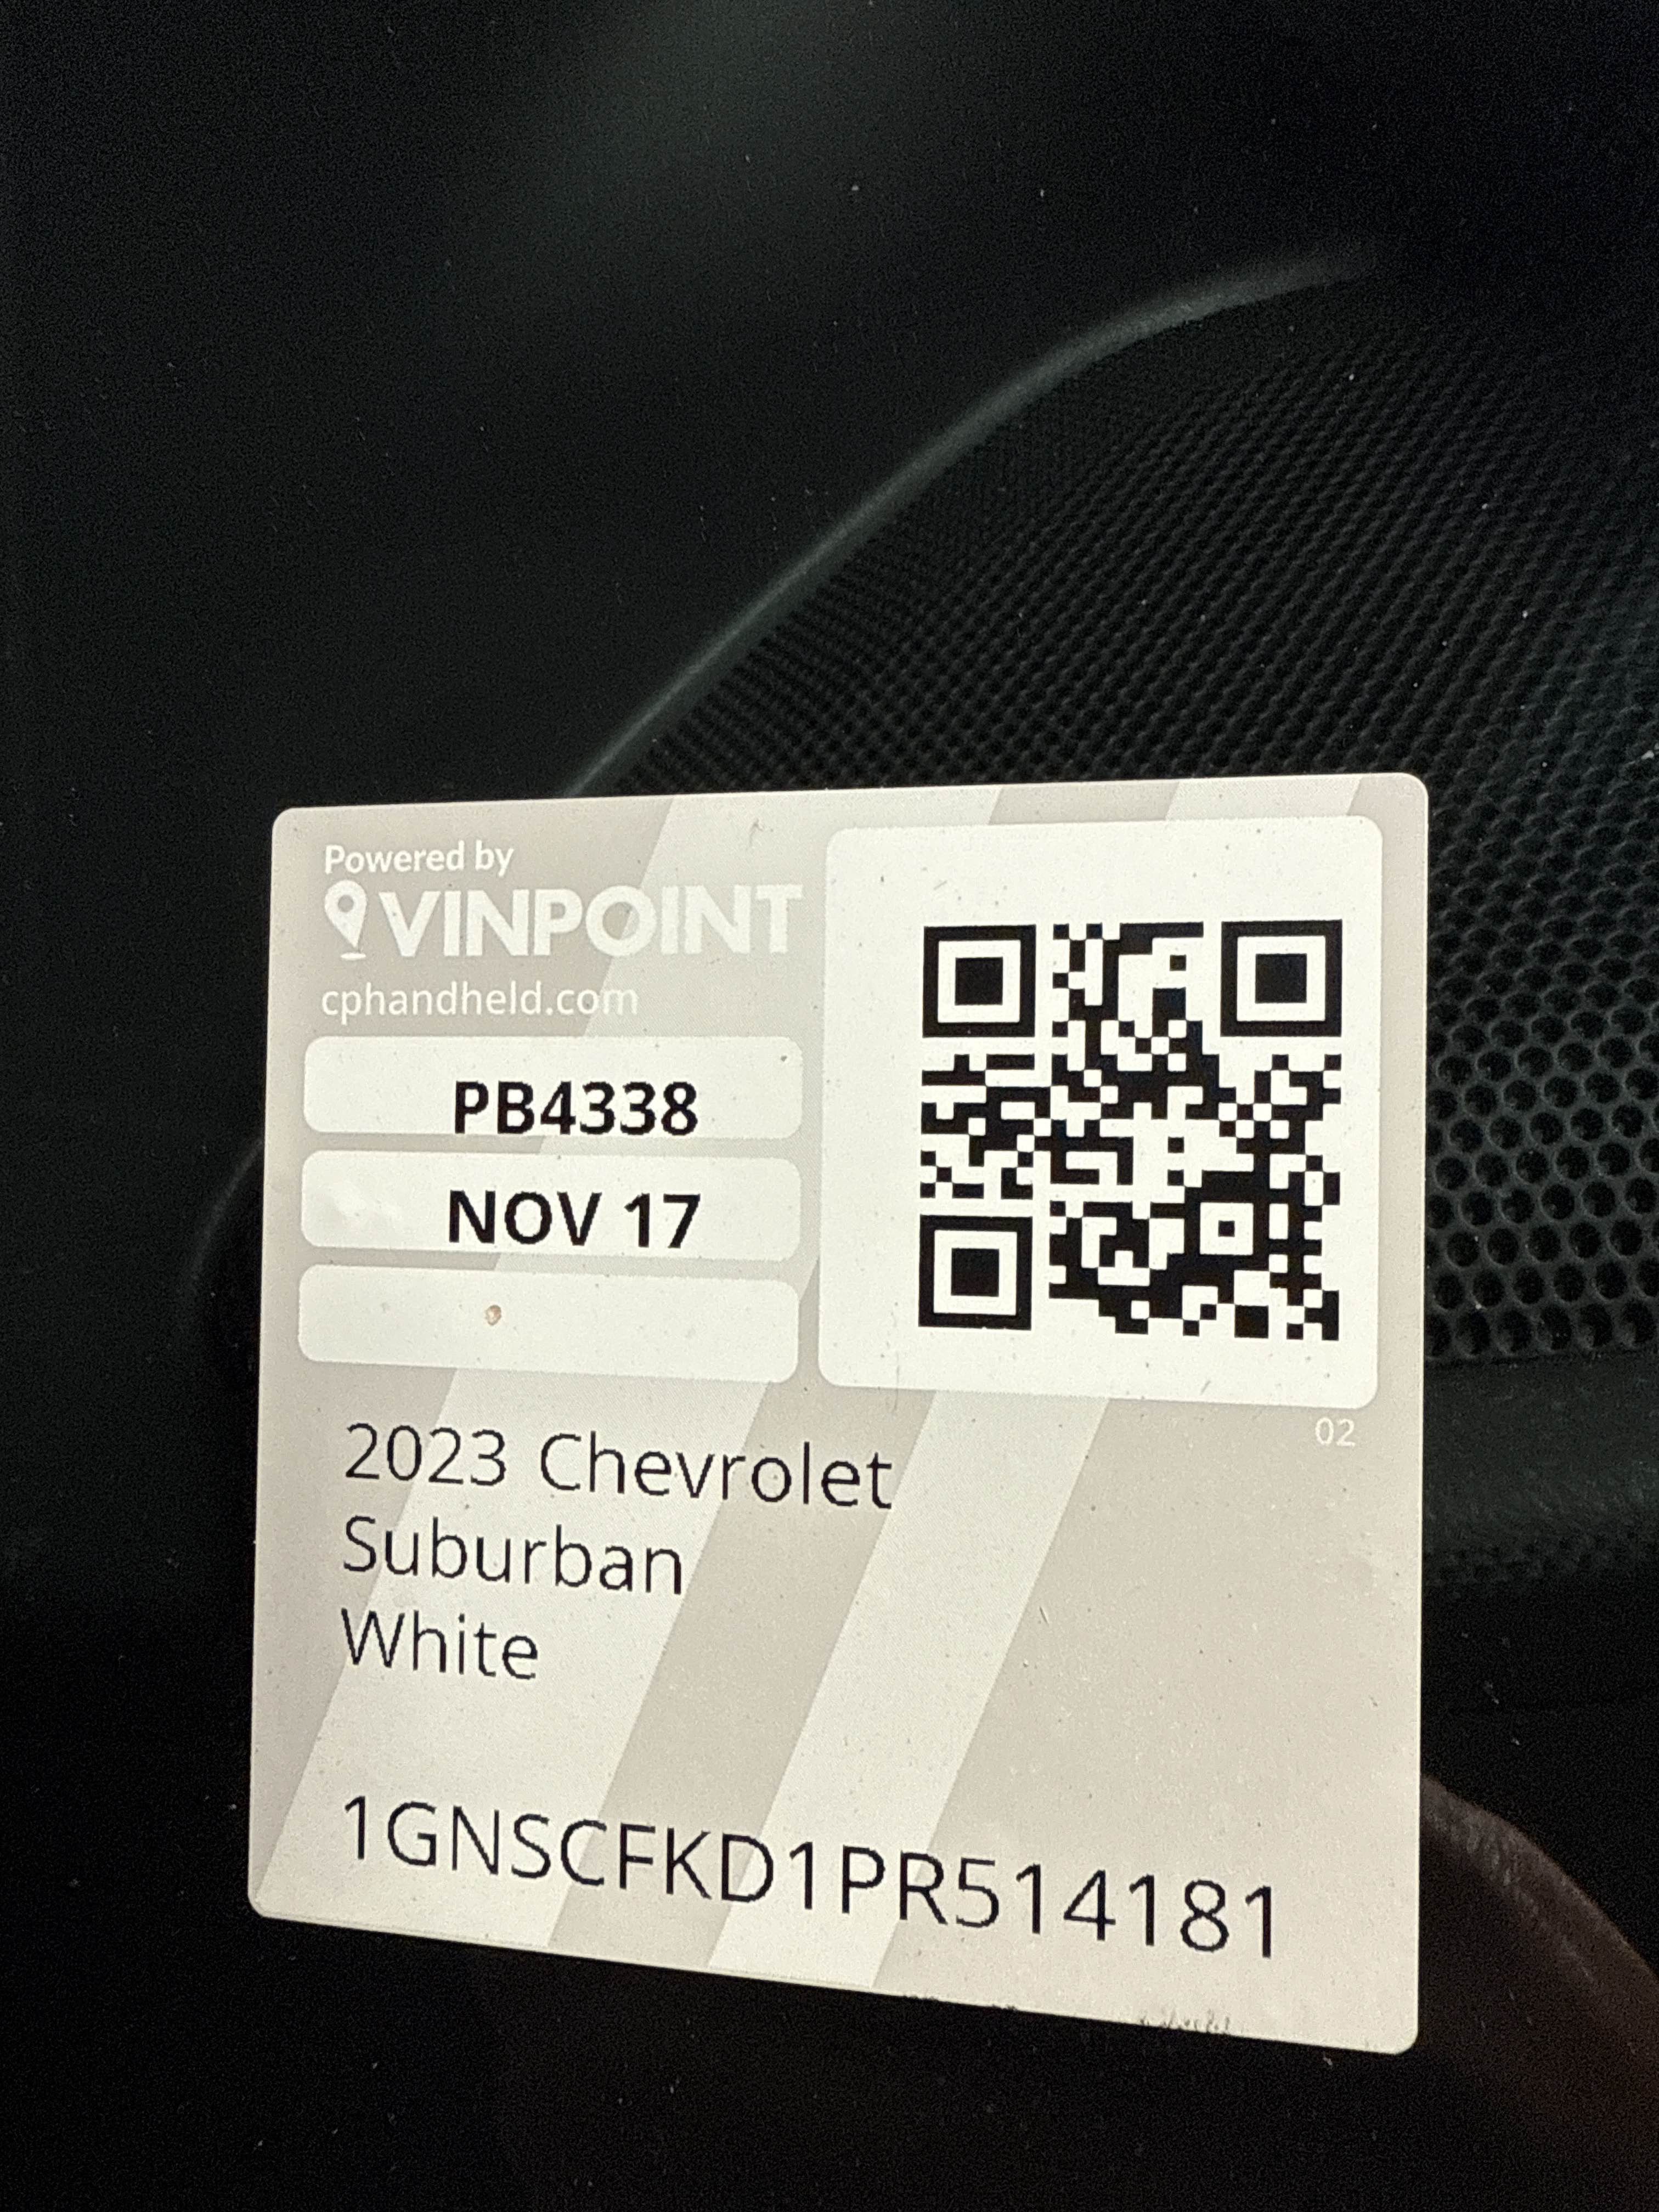 Powered by
VINPOINT
cphandheld.com
PB4338
NOV 17
02
2023 Chevrolet
Suburban
White
1GNSCFKD1PR514181